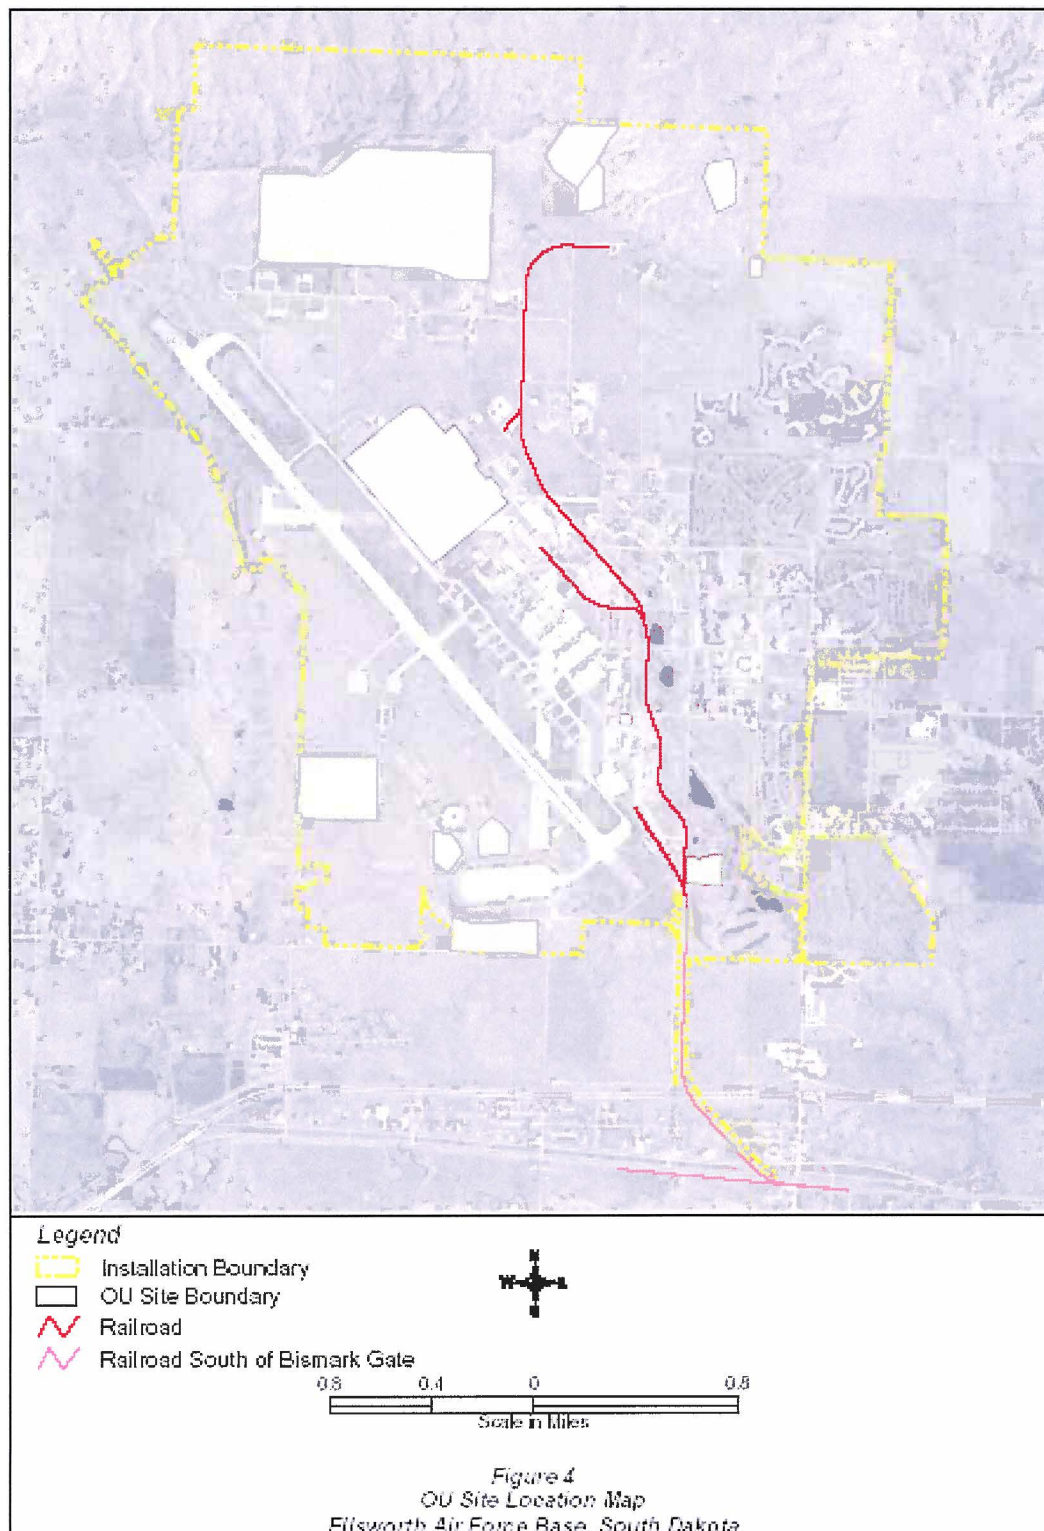 Legend
Installation Boundary
OU Site Boundary
Railroad
Railroad South of Bismark Gate
N
W
0.8 0.4 0 0.8
Scale in Miles
Figure 4
OU Site Location Map
Ellsworth Air Force Base, South Dakota